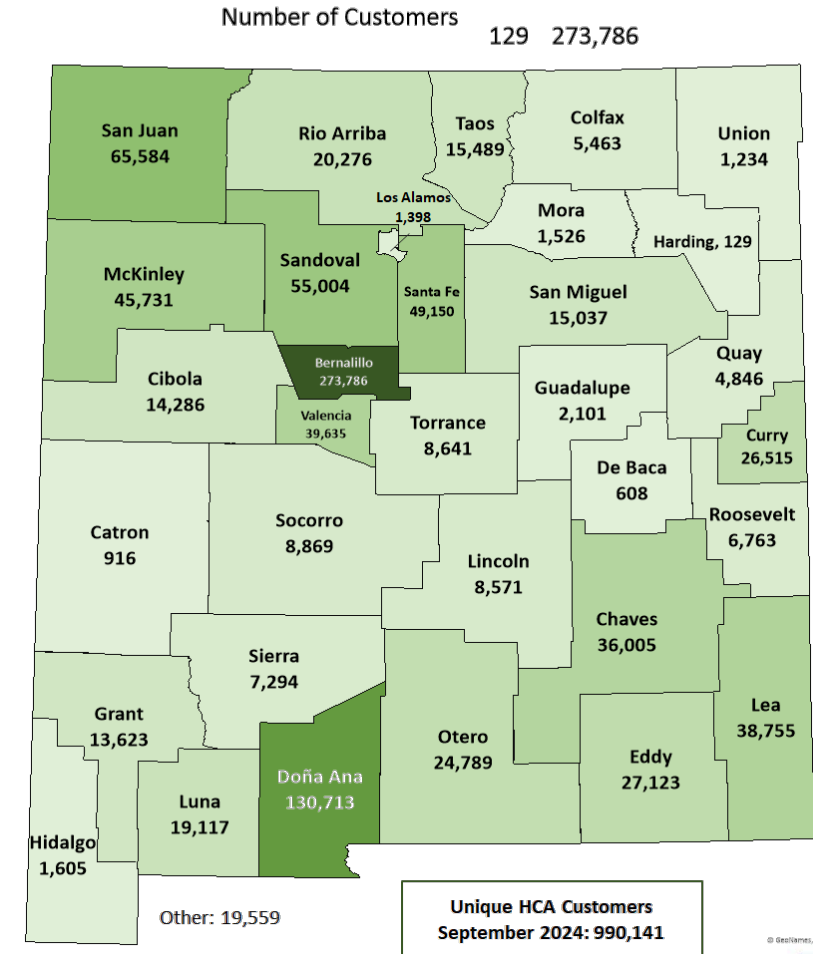 Number of Customers
129 273,786
San Juan
65,584
Rio Arriba
20,276
Taos
15,489
Colfax
5,463
Union
1,234
Los Alamos
1,398
Mora
1,526
Harding, 129
McKinley
45,731
Sandoval
55,004
Santa Fe
49,150
San Miguel
15,037
Bernalillo
273,786
Quay
4,846
Cibola
14,286
Valencia
39,635
Torrance
8,641
Guadalupe
2,101
Curry
26,515
De Baca
608
Catron
916
Socorro
8,869
Lincoln
8,571
Roosevelt
6,763
Chaves
36,005
Sierra
7,294
Grant
13,623
Otero
24,789
Lea
38,755
Eddy
27,123
Doña Ana
130,713
Luna
19,117
Hidalgo
1,605
Other: 19,559
Unique HCA Customers
September 2024: 990,141
© GeoNames,